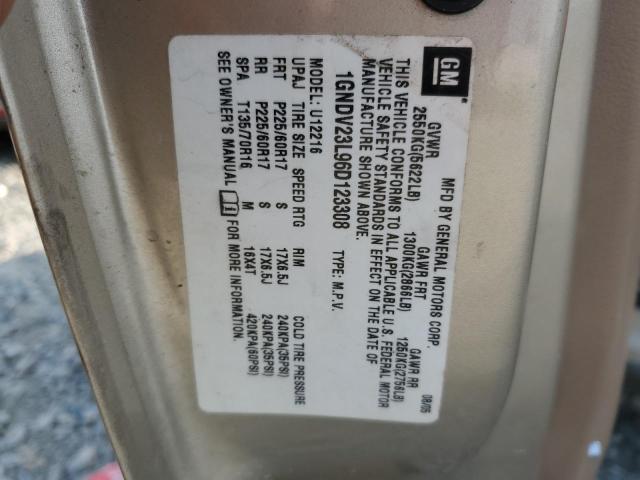 GM
MFD BY GENERAL MOTORS CORP 08/05
GVWR GAWR FRT GAWR RR
2550KG(5622LB) 1300KG(2866LB) 1250KG(2756LB)
THIS VEHICLE CONFORMS TO ALL APPLICABLE U.S. FEDERAL MOTOR
VEHICLE SAFETY STANDARDS IN EFFECT ON THE DATE OF
MANUFACTURE SHOWN ABOVE.
1GNDV23L96D123308 TYPE: M.P.V.
MODEL: U12216
UPAJ TIRE SIZE SPEED RTG RIM COLD TIRE PRESSURE
FRT P225/60R17 S 17X6.5J 240KPA(35PSI)
RR P225/60R17 S 17X6.5J 240KPA(35PSI)
SPA T135/70R16 M 16X4T 420KPA(60PSI)
SEE OWNER'S MANUAL FOR MORE INFORMATION.